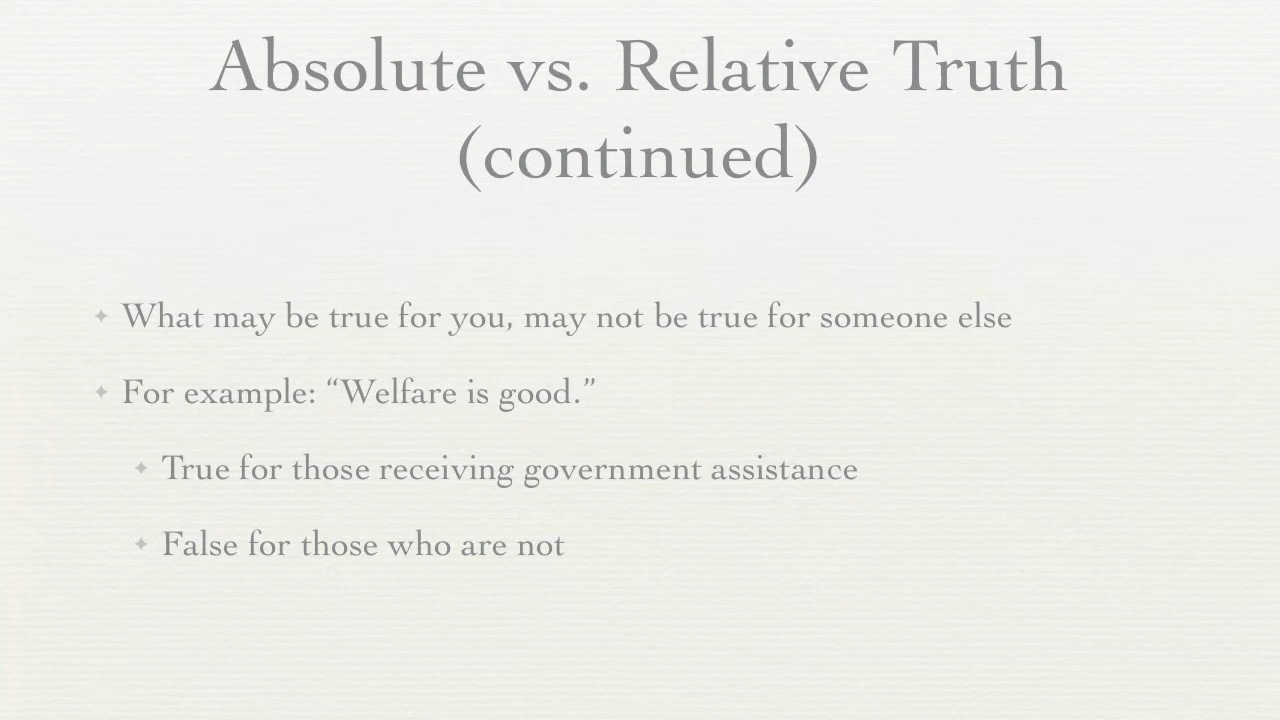 Absolute vs. Relative Truth
(continued)
✦ What may be true for you, may not be true for someone else
✦ For example: “Welfare is good.”
✦ True for those receiving government assistance
✦ False for those who are not